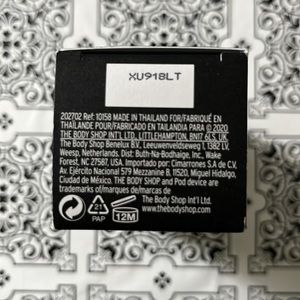 XU918LT
202702 Ref: 10158 MADE IN THAILAND FOR/FABRIQUÉ EN
THAÏLANDE POUR/FABRICADO EN TAILANDIA PARA © 2020
THE BODY SHOP INT'L LTD, LITTLEHAMPTON, BN17 6LS, UK
The Body Shop Benelux BV, Leeuwenveldseweg 1, 1382 LV,
Weesp, Netherlands. Dist: Buth-Na-Bodhaige, Inc., Wake
Forest, NC 27587, USA. Importado por: Cimarrones S.A de C.V,
Av. Ejército Nacional 579 Mezzanine B, 11520, Miguel Hidalgo,
Ciudad de México. THE BODY SHOP and Pod device are
trademarks of/marques de/marcas de
The Body Shop Int'l Ltd.
thebodyshop.com
21
PAP
12M